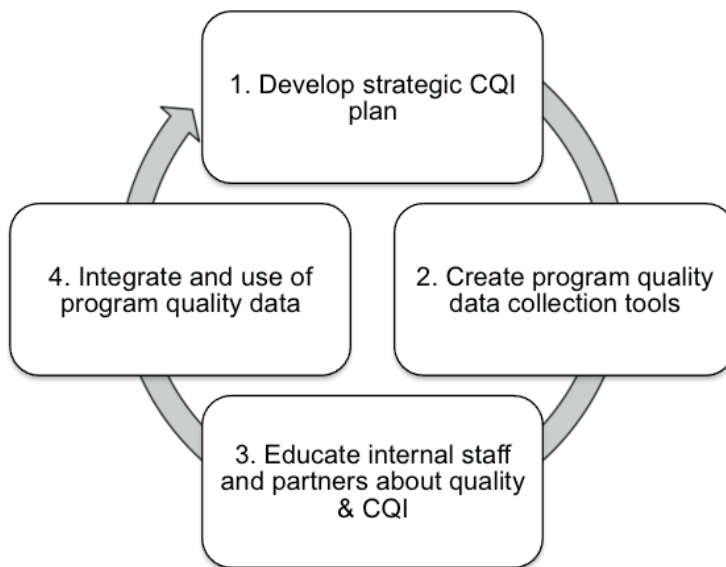 1. Develop strategic CQI
plan
2. Create program quality
data collection tools
3. Educate internal staff
and partners about quality
& CQI
4. Integrate and use of
program quality data